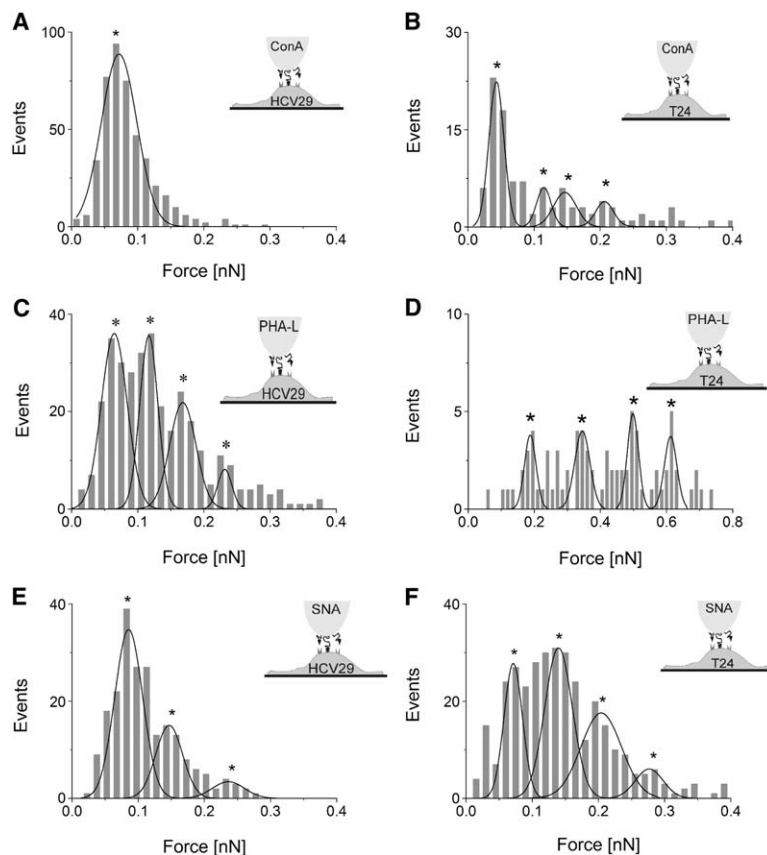 A
100
50
0
Events
0.0
0.1
0.2
0.3
0.4
Force [nN]
*
ConA
HCV29
B
30
15
0
Events
0.0
0.1
0.2
0.3
0.4
Force [nN]
*
*
*
*
ConA
T24
C
40
20
0
Events
0.0
0.1
0.2
0.3
0.4
Force [nN]
*
*
*
*
PHA-L
HCV29
D
10
5
0
Events
0.2
0.4
0.6
0.8
Force [nN]
*
*
*
*
PHA-L
T24
E
40
20
0
Events
0.0
0.1
0.2
0.3
0.4
Force [nN]
*
*
*
SNA
HCV29
F
40
20
0
Events
0.0
0.1
0.2
0.3
0.4
Force [nN]
*
*
*
*
SNA
T24